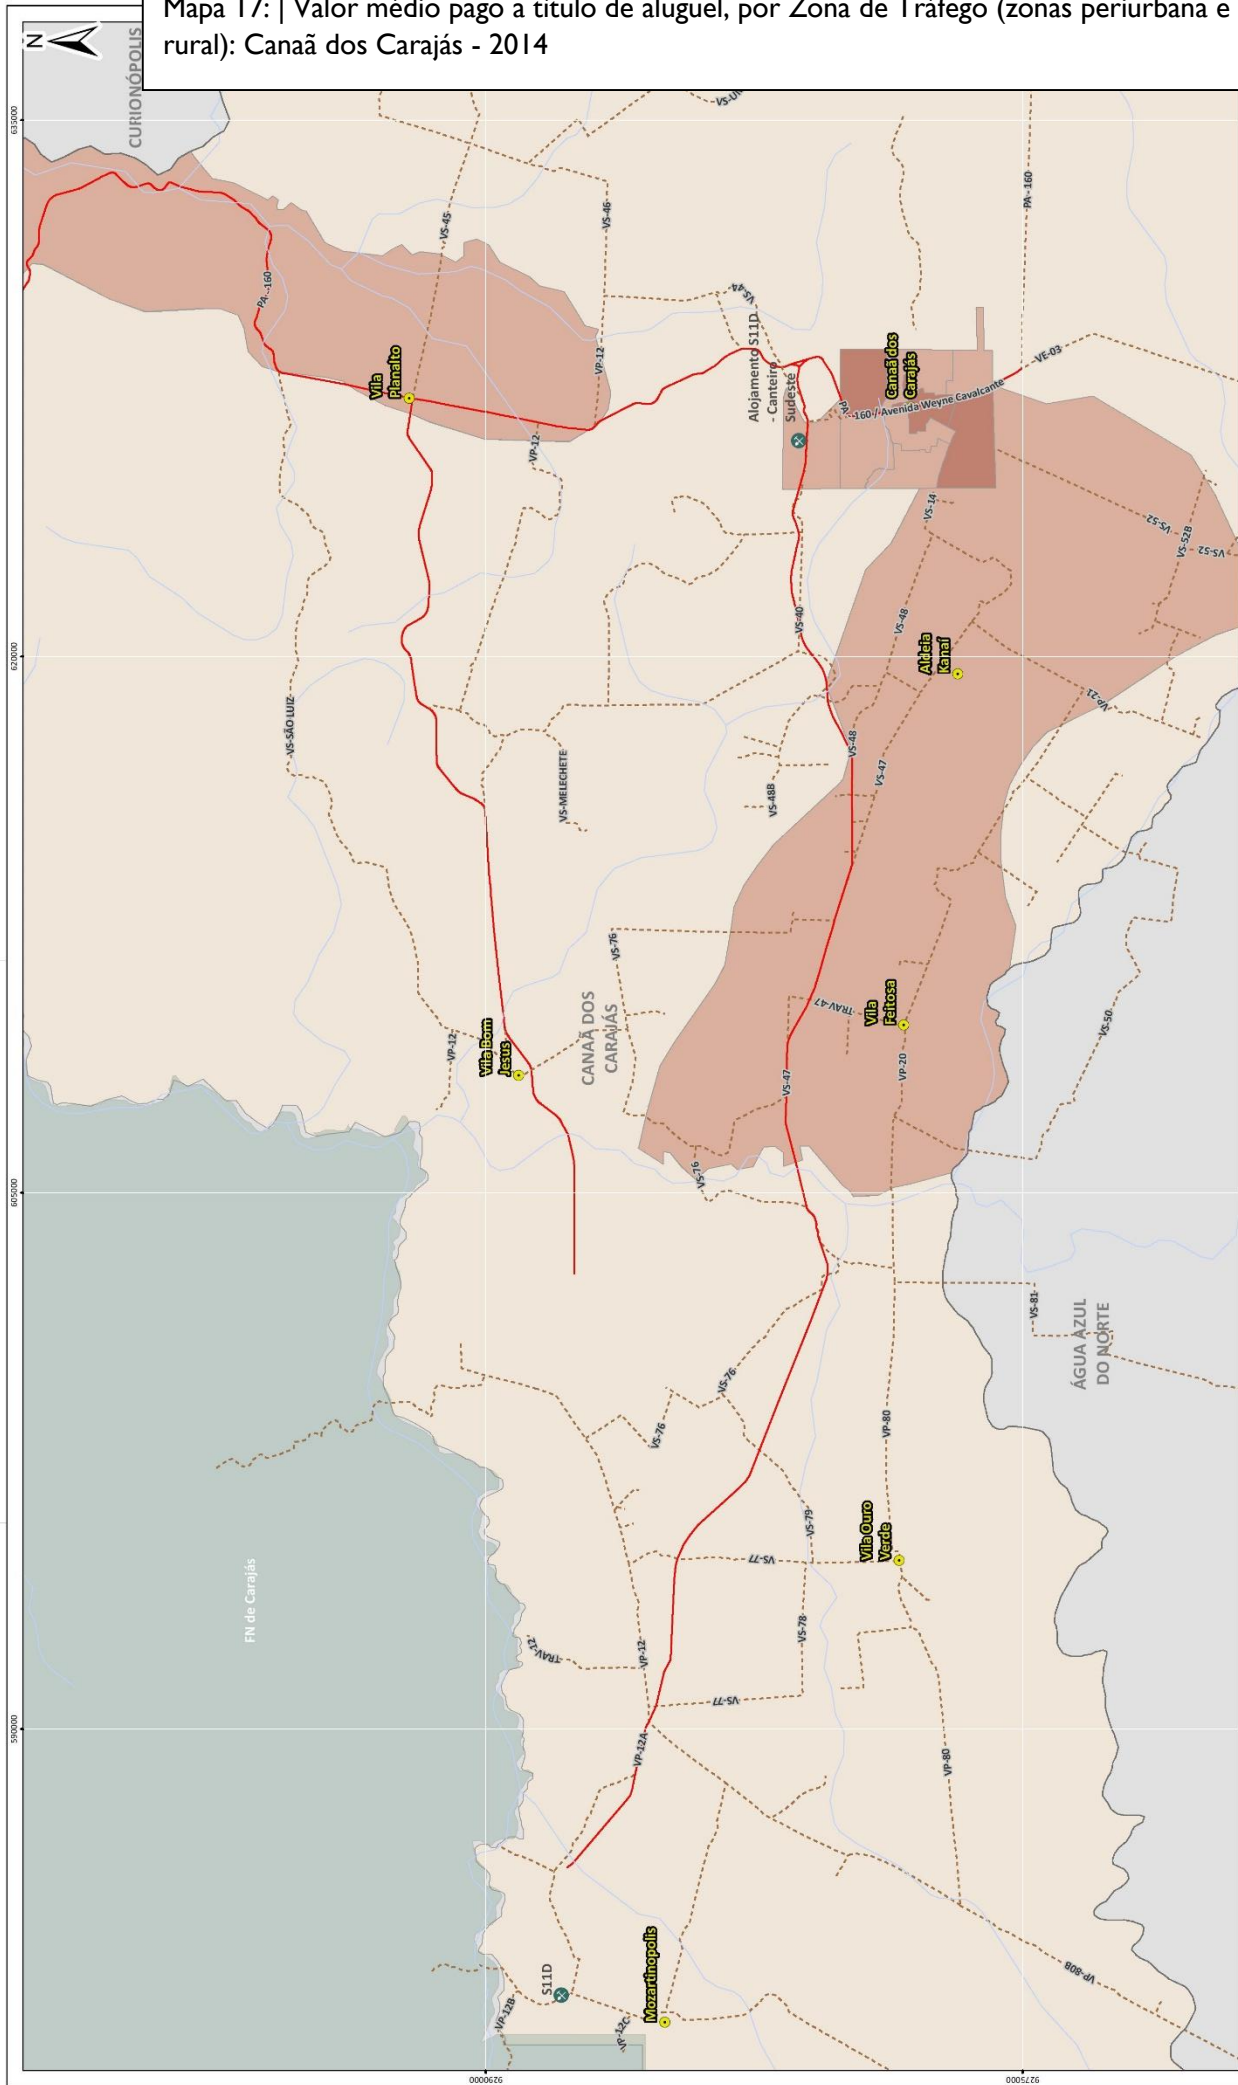 Mapa 17: | Valor médio pago a título de aluguel, por Zona de Tráfego (zonas periurbana e
rural): Canaã dos Carajás - 2014
N
CURIONÓPOLIS
635000
620000
605000
590000
9290000
9275000
VS-45
VS-46
PA-160
PA-160
Vila
Planalto
VP-12
VP-12
VS-44
Alojamento S11D
- Canteiro
Sudeste
Canaã dos
Carajás
PA-160 / Avenida Weyne Cavalcante
VE-03
VS-14
VS-52
VS-52B
VS-52
VS-40
VS-48
Aldeia
Kanaí
VP-21
VS-SÃO LUIZ
VS-MELECHETE
VS-48B
VS-48
VS-47
VS-76
CANAÃ DOS
CARAJÁS
VP-12
Vila Bom
Jesus
TRAV-47
Vila
Feitosa
VS-47
VP-20
VS-50
VS-76
VS-81
ÁGUA AZUL
DO NORTE
VS-76
VS-76
VP-80
FN de Carajás
VS-79
Vila Ouro
Verde
VS-77
VS-78
TRAV-12
VP-12
VS-77
VP-12A
VP-80
S11D
VP-12B
VP-12C
Mozartinopolis
VP-80B